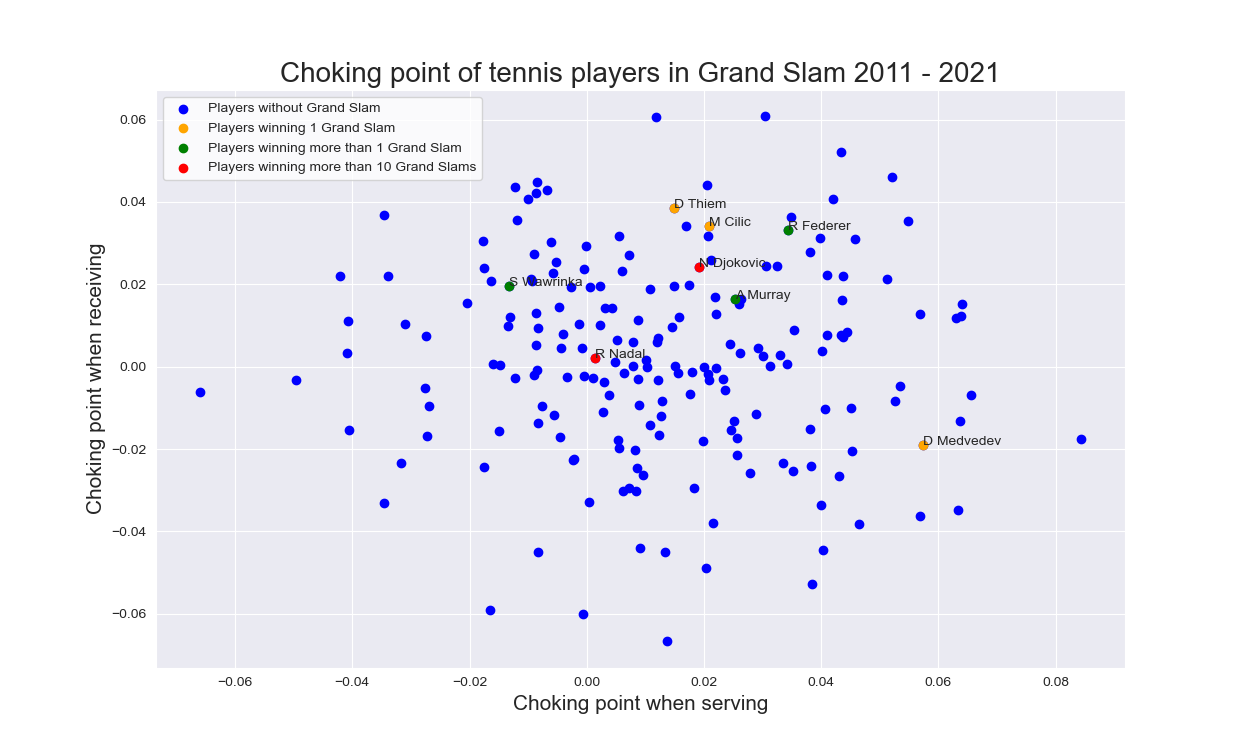 Choking point of tennis players in Grand Slam 2011 - 2021
Players without Grand Slam
Players winning 1 Grand Slam
Players winning more than 1 Grand Slam
Players winning more than 10 Grand Slams
0.06
0.04
0.02
0.00
−0.02
−0.04
−0.06
Choking point when receiving
D Thiem
M Cilic
R Federer
N Djokovic
S Wawrinka
A Murray
R Nadal
D Medvedev
−0.06
−0.04
−0.02
0.00
0.02
0.04
0.06
0.08
Choking point when serving